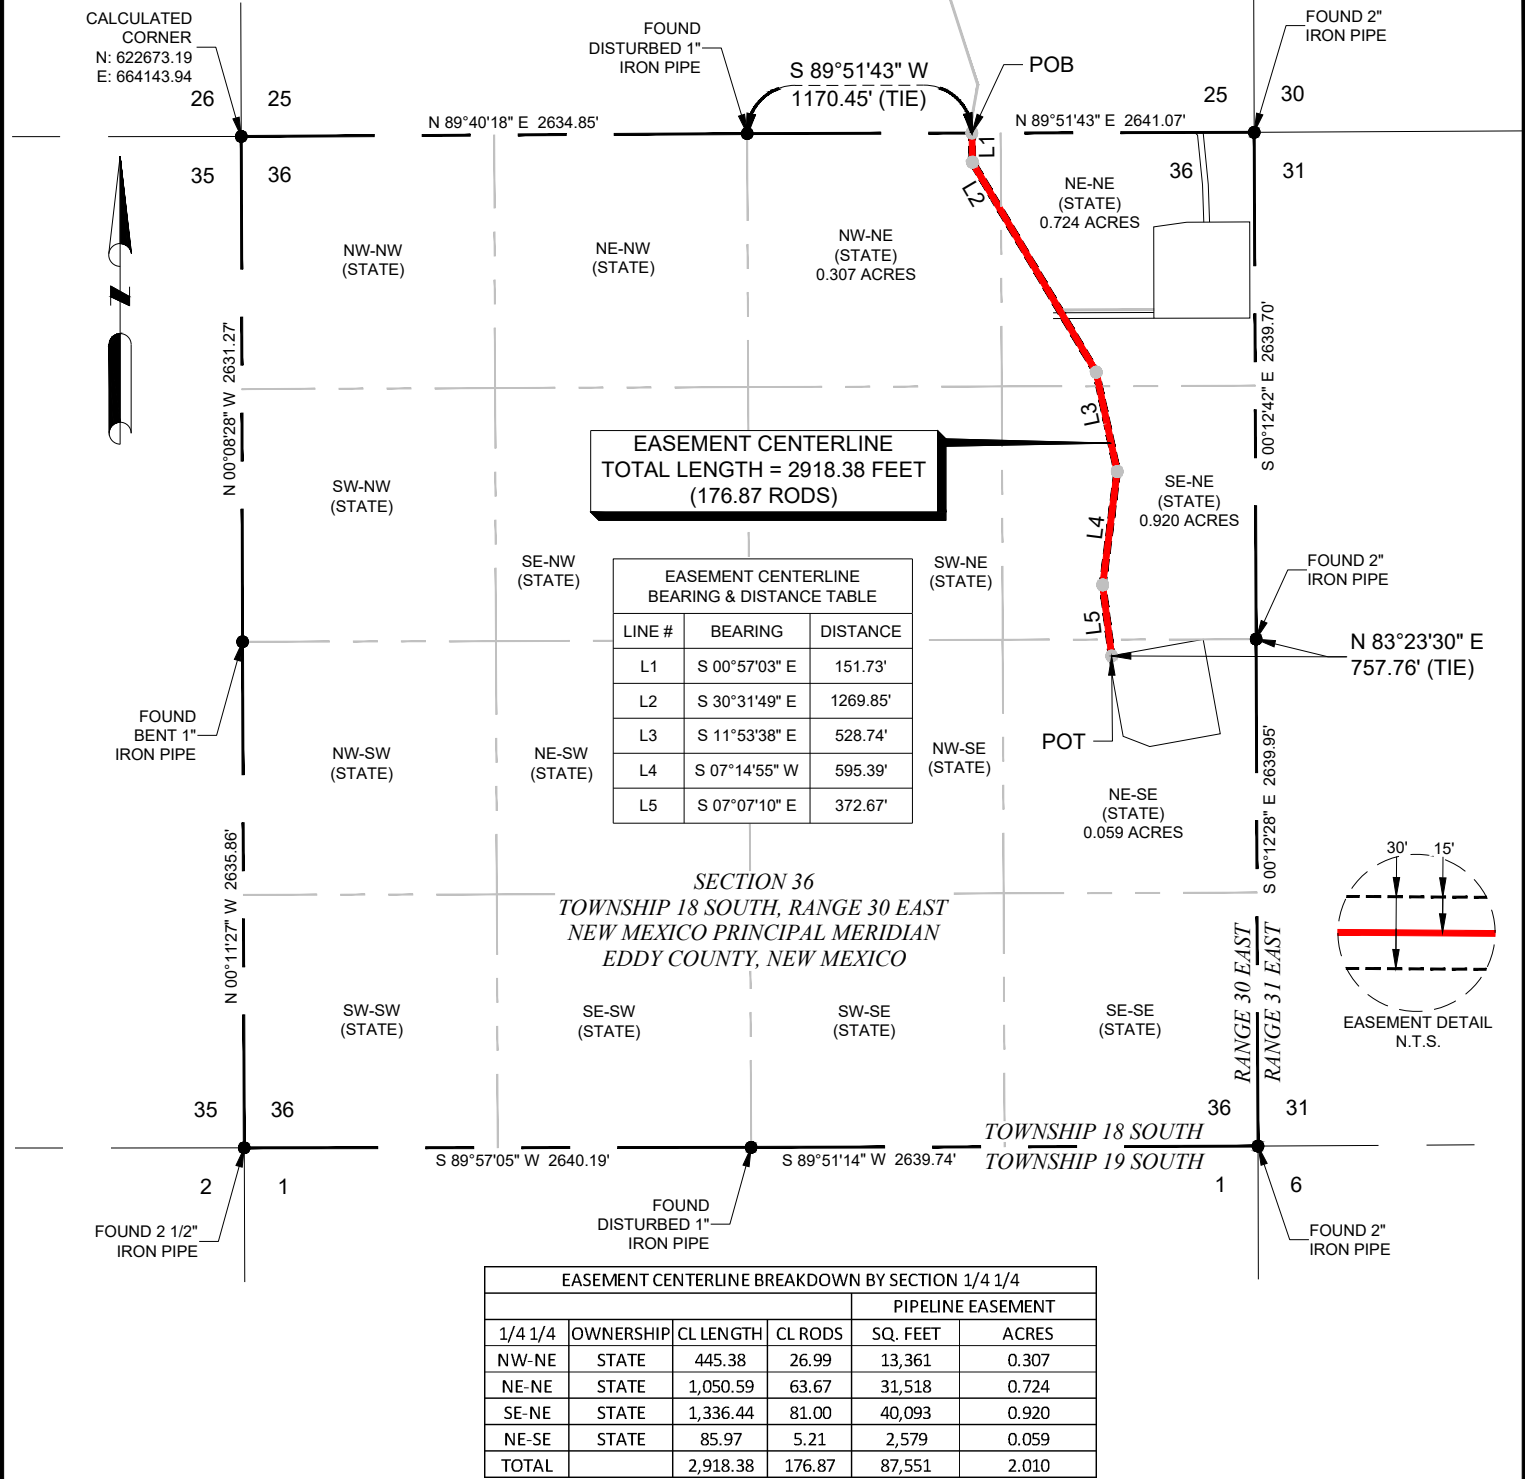 CALCULATED
CORNER
N: 622673.19
E: 664143.94
FOUND
DISTURBED 1"
IRON PIPE
S 89°51'43" W
1170.45' (TIE)
POB
FOUND 2"
IRON PIPE
26
25
25
30
N 89°40'18" E 2634.85'
N 89°51'43" E 2641.07'
35
36
36
31
L1
L2
NE-NE
(STATE)
0.724 ACRES
N
NW-NW
(STATE)
NE-NW
(STATE)
NW-NE
(STATE)
0.307 ACRES
N 00°08'28" W 2631.27'
S 00°12'42" E 2639.70'
L3
EASEMENT CENTERLINE
TOTAL LENGTH = 2918.38 FEET
(176.87 RODS)
SW-NW
(STATE)
SE-NE
(STATE)
0.920 ACRES
L4
SE-NW
(STATE)
SW-NE
(STATE)
FOUND 2"
IRON PIPE
L5
EASEMENT CENTERLINE
BEARING & DISTANCE TABLE
LINE # BEARING DISTANCE
L1 S 00°57'03" E 151.73'
L2 S 30°31'49" E 1269.85'
L3 S 11°53'38" E 528.74'
L4 S 07°14'55" W 595.39'
L5 S 07°07'10" E 372.67'
N 83°23'30" E
757.76' (TIE)
FOUND
BENT 1"
IRON PIPE
POT
NW-SW
(STATE)
NE-SW
(STATE)
NW-SE
(STATE)
NE-SE
(STATE)
0.059 ACRES
N 00°11'27" W 2635.86'
S 00°12'28" E 2639.95'
30'
15'
EASEMENT DETAIL
N.T.S.
SECTION 36
TOWNSHIP 18 SOUTH, RANGE 30 EAST
NEW MEXICO PRINCIPAL MERIDIAN
EDDY COUNTY, NEW MEXICO
RANGE 30 EAST
RANGE 31 EAST
SW-SW
(STATE)
SE-SW
(STATE)
SW-SE
(STATE)
SE-SE
(STATE)
35
36
36
31
TOWNSHIP 18 SOUTH
TOWNSHIP 19 SOUTH
S 89°57'05" W 2640.19'
S 89°51'14" W 2639.74'
2
1
1
6
FOUND 2 1/2"
IRON PIPE
FOUND
DISTURBED 1"
IRON PIPE
FOUND 2"
IRON PIPE
EASEMENT CENTERLINE BREAKDOWN BY SECTION 1/4 1/4
PIPELINE EASEMENT
1/4 1/4 OWNERSHIP CL LENGTH CL RODS SQ. FEET ACRES
NW-NE STATE 445.38 26.99 13,361 0.307
NE-NE STATE 1,050.59 63.67 31,518 0.724
SE-NE STATE 1,336.44 81.00 40,093 0.920
NE-SE STATE 85.97 5.21 2,579 0.059
TOTAL 2,918.38 176.87 87,551 2.010